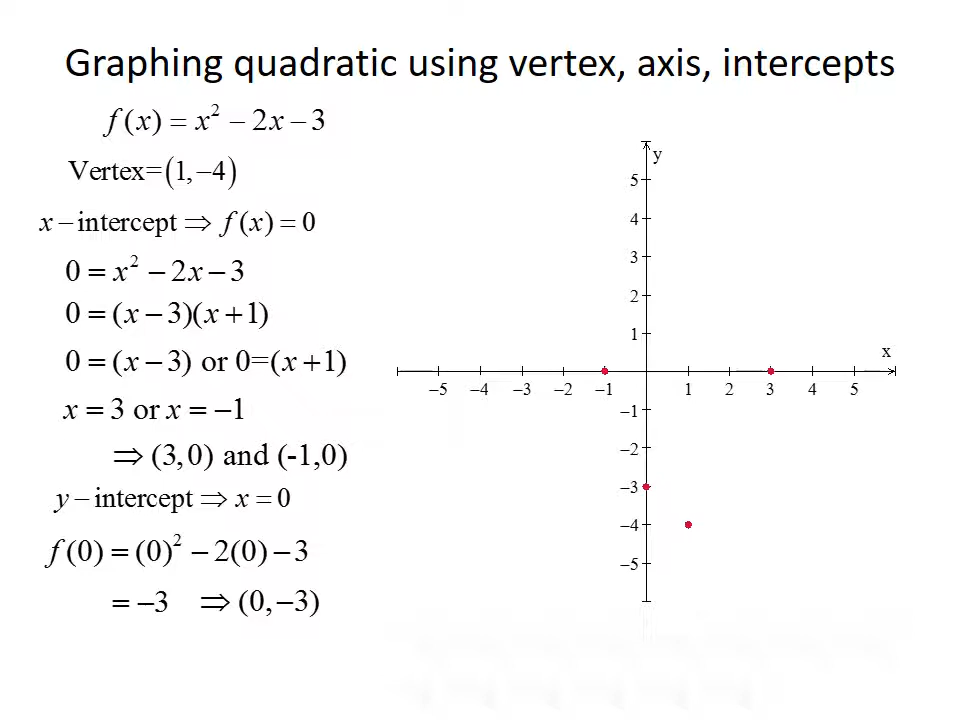 Graphing quadratic using vertex, axis, intercepts
f(x) = x² − 2x − 3
Vertex=(1,−4)
x − intercept ⇒ f(x) = 0
0 = x² − 2x − 3
0 = (x − 3)(x + 1)
0 = (x − 3) or 0=(x + 1)
x = 3 or x = −1
⇒ (3,0) and (-1,0)
y − intercept ⇒ x = 0
f(0) = (0)² − 2(0) − 3
= −3 ⇒ (0,−3)
y
5
4
3
2
1
x
−5 −4 −3 −2 −1 1 2 3 4 5
−1
−2
−3
−4
−5